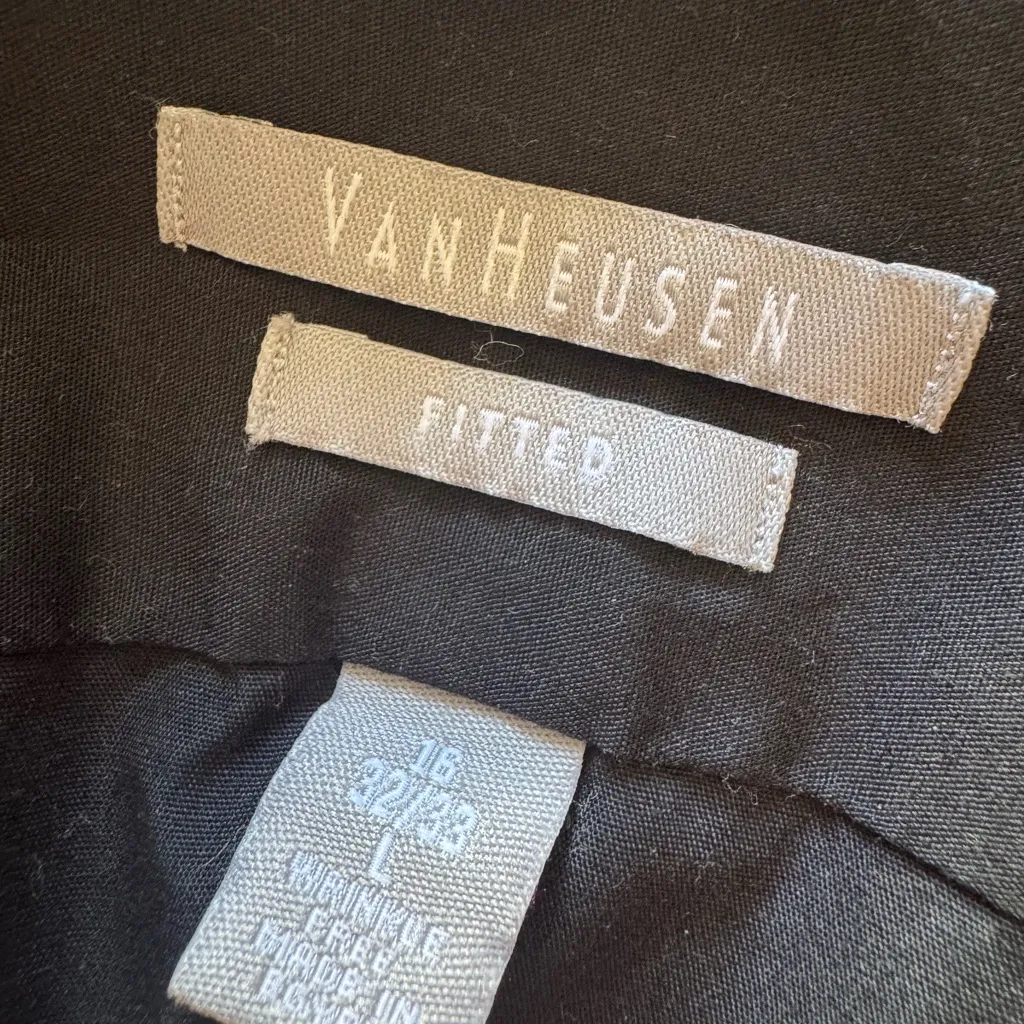 VANHEUSEN
FITTED
16
32/33
L
WRINKLE
FREE
MADE IN